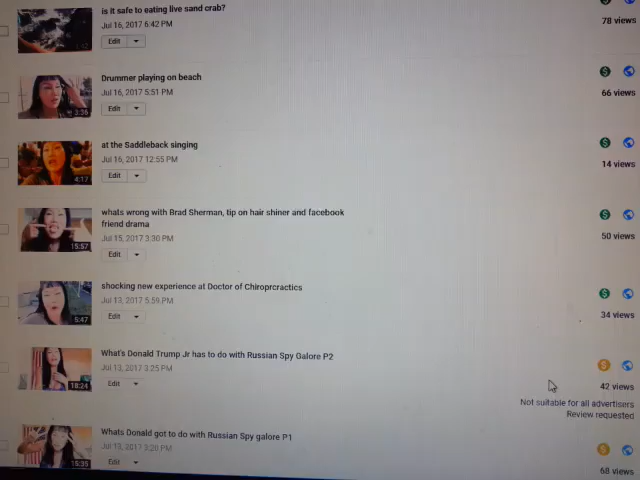 is it safe to eating live sand crab?
Jul 16, 2017 6:42 PM
Edit
78 views
Drummer playing on beach
Jul 16, 2017 5:51 PM
3:35
Edit
66 views
at the Saddleback singing
Jul 16, 2017 12:55 PM
4:17
Edit
14 views
whats wrong with Brad Sherman, tip on hair shiner and facebook
friend drama
Jul 15, 2017 3:30 PM
15:57
Edit
50 views
shocking new experience at Doctor of Chiroprcractics
Jul 13, 2017 5:59 PM
5:47
Edit
34 views
What's Donald Trump Jr has to do with Russian Spy Galore P2
Jul 13, 2017 3:25 PM
18:24
Edit
42 views
Not suitable for all advertisers
Review requested
Whats Donald got to do with Russian Spy galore P1
Jul 13, 2017 3:20 PM
15:35
Edit
68 views